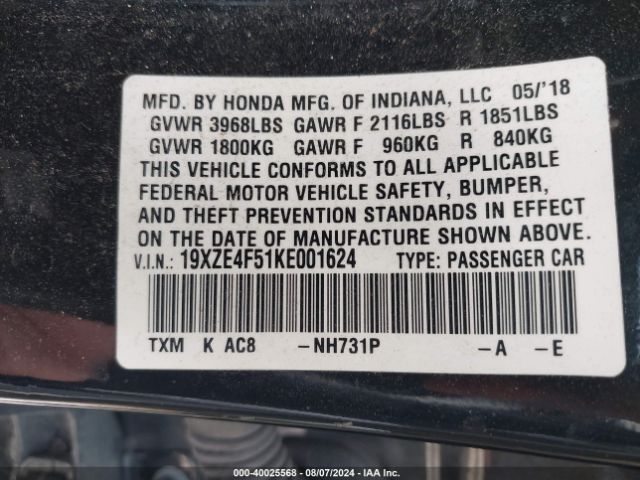 MFD. BY HONDA MFG. OF INDIANA, LLC 05/'18
GVWR 3968LBS GAWR F 2116LBS R 1851LBS
GVWR 1800KG GAWR F 960KG R 840KG
THIS VEHICLE CONFORMS TO ALL APPLICABLE
FEDERAL MOTOR VEHICLE SAFETY, BUMPER,
AND THEFT PREVENTION STANDARDS IN EFFECT
ON THE DATE OF MANUFACTURE SHOWN ABOVE.
V.I.N.: 19XZE4F51KE001624 TYPE: PASSENGER CAR
TXM K AC8 -NH731P -A -E
000-40025568 - 08/07/2024 - IAA Inc.